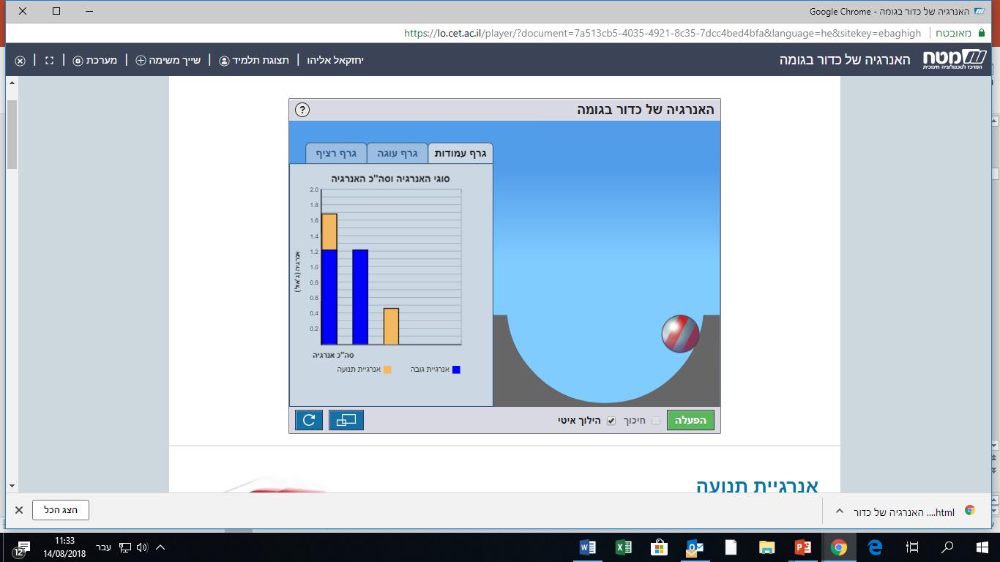 האנרגיה של כדור בגומה - Google Chrome
מאובטח
https://lo.cet.ac.il/player/?document=7a513cb5-4035-4921-8c35-7dcc4bed4bfa&language=he&sitekey=ebaghigh
מטח
המרכז לטכנולוגיה חינוכית
האנרגיה של כדור בגומה
יחזקאל אליהו
תצוגת תלמיד
שייך משימה
מערכת
האנרגיה של כדור בגומה
?
גרף עמודות
גרף עוגה
גרף רציף
סוגי האנרגיה וסה"כ האנרגיה
2.0
1.8
1.6
1.4
1.2
1.0
0.8
0.6
0.4
0.2
אנרגיה (ג'אול)
סה"כ אנרגיה
אנרגיית גובה
אנרגיית תנועה
הפעלה
חיכוך
הילוך איטי
אנרגיית תנועה
האנרגיה של כדור ....html
הצג הכל
11:33
14/08/2018
עבר
12